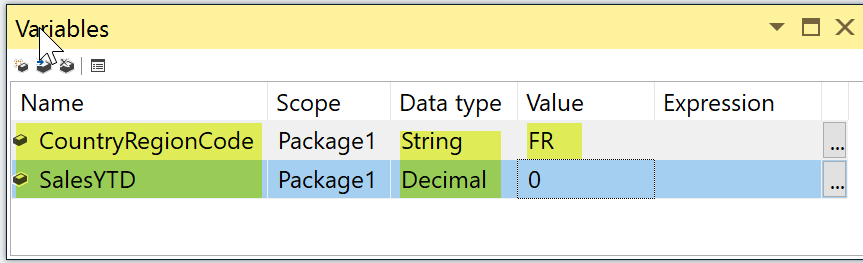 Variables
Name Scope Data type Value Expression
CountryRegionCode Package1 String FR ...
SalesYTD Package1 Decimal 0 ...